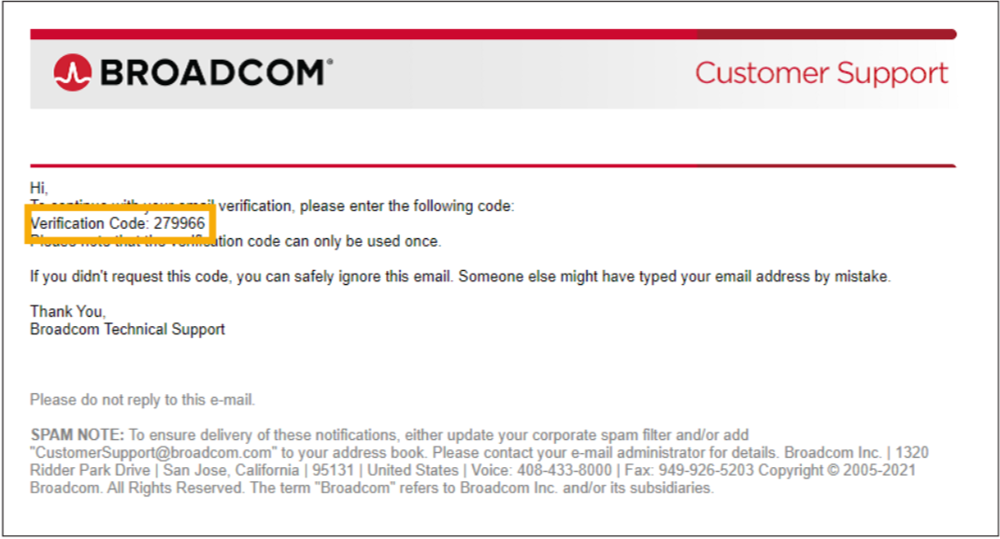 BROADCOM®
Customer Support
Hi,
To continue with your email verification, please enter the following code:
Verification Code: 279966
Please note that the verification code can only be used once.
If you didn't request this code, you can safely ignore this email. Someone else might have typed your email address by mistake.
Thank You,
Broadcom Technical Support
Please do not reply to this e-mail.
SPAM NOTE: To ensure delivery of these notifications, either update your corporate spam filter and/or add
"CustomerSupport@broadcom.com" to your address book. Please contact your e-mail administrator for details. Broadcom Inc. | 1320
Ridder Park Drive | San Jose, California | 95131 | United States | Voice: 408-433-8000 | Fax: 949-926-5203 Copyright © 2005-2021
Broadcom. All Rights Reserved. The term "Broadcom" refers to Broadcom Inc. and/or its subsidiaries.